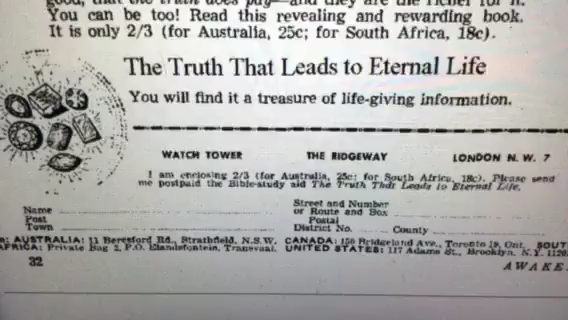 good, that the truth does pay—and they are the richer for it.
You can be too! Read this revealing and rewarding book.
It is only 2/3 (for Australia, 25c; for South Africa, 18c).
The Truth That Leads to Eternal Life
You will find it a treasure of life-giving information.
WATCH TOWER THE RIDGEWAY LONDON N. W. 7
I am enclosing 2/3 (for Australia, 25c; for South Africa, 18c). Please send
me postpaid the Bible-study aid The Truth That Leads to Eternal Life.
Name
Street and Number
or Route and Box
Post
Town
Postal
District No. County
AUSTRALIA: 11 Beresford Rd., Strathfield, N.S.W. CANADA: 150 Bridgeland Ave., Toronto 19, Ont. SOUT
AFRICA: Private Bag 2, P.O. Elandsfontein, Transvaal. UNITED STATES: 117 Adams St., Brooklyn, N.Y. 1120
32
AWAKE